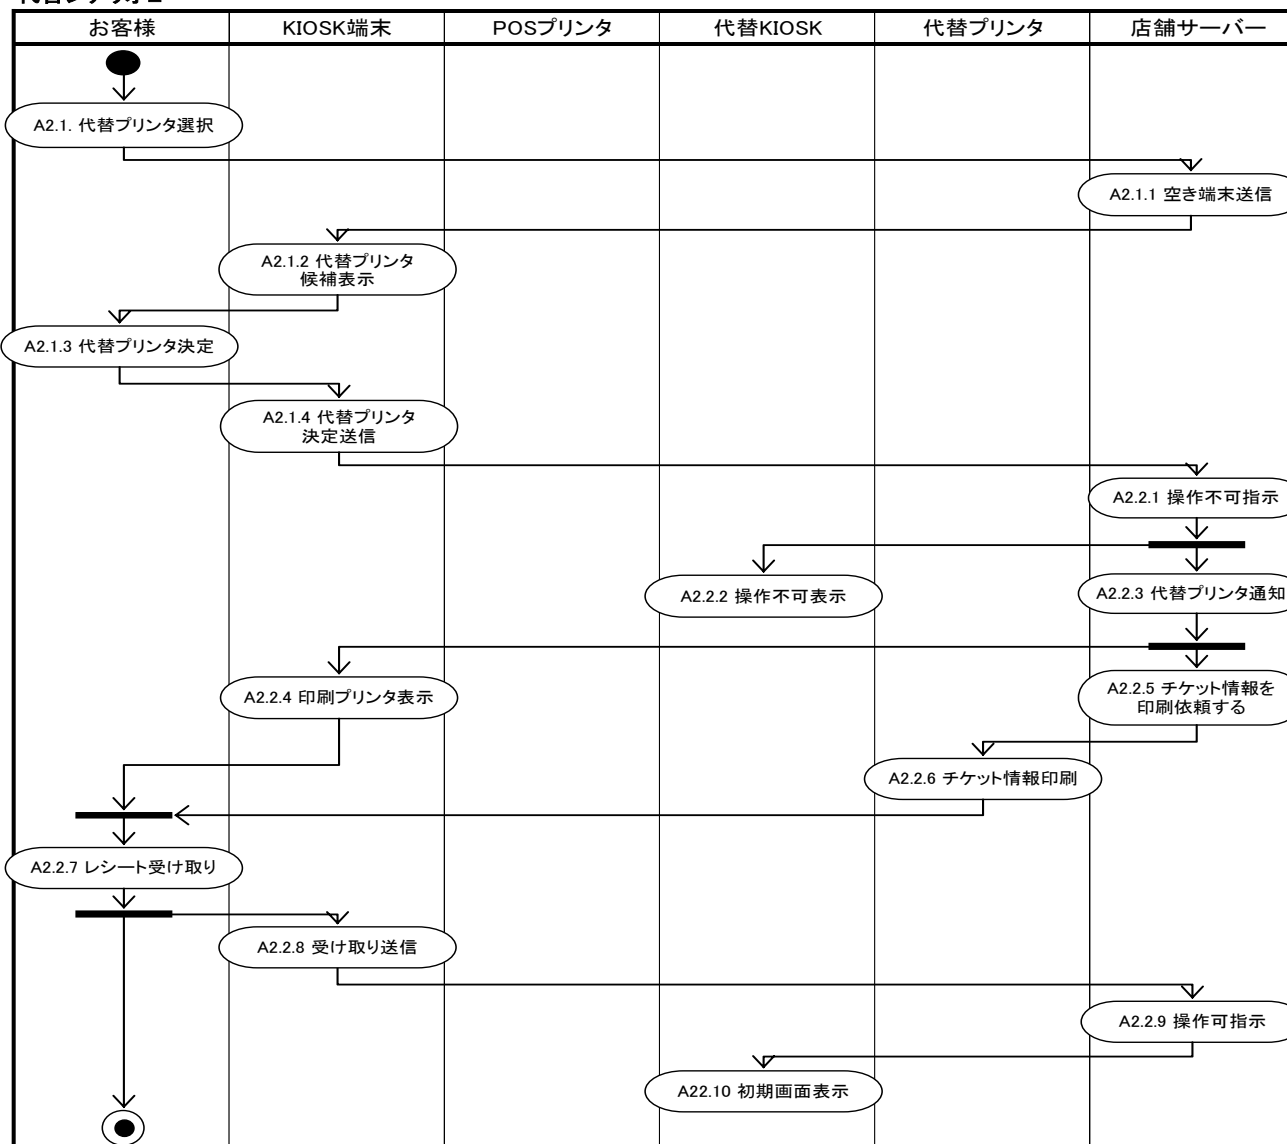 お客様
KIOSK端末
POSプリンタ
代替KIOSK
代替プリンタ
店舗サーバー
A2.1. 代替プリンタ選択
A2.1.1 空き端末送信
A2.1.2 代替プリンタ
候補表示
A2.1.3 代替プリンタ決定
A2.1.4 代替プリンタ
決定送信
A2.2.1 操作不可指示
A2.2.2 操作不可表示
A2.2.3 代替プリンタ通知
A2.2.4 印刷プリンタ表示
A2.2.5 チケット情報を
印刷依頼する
A2.2.6 チケット情報印刷
A2.2.7 レシート受け取り
A2.2.8 受け取り送信
A2.2.9 操作可指示
A22.10 初期画面表示